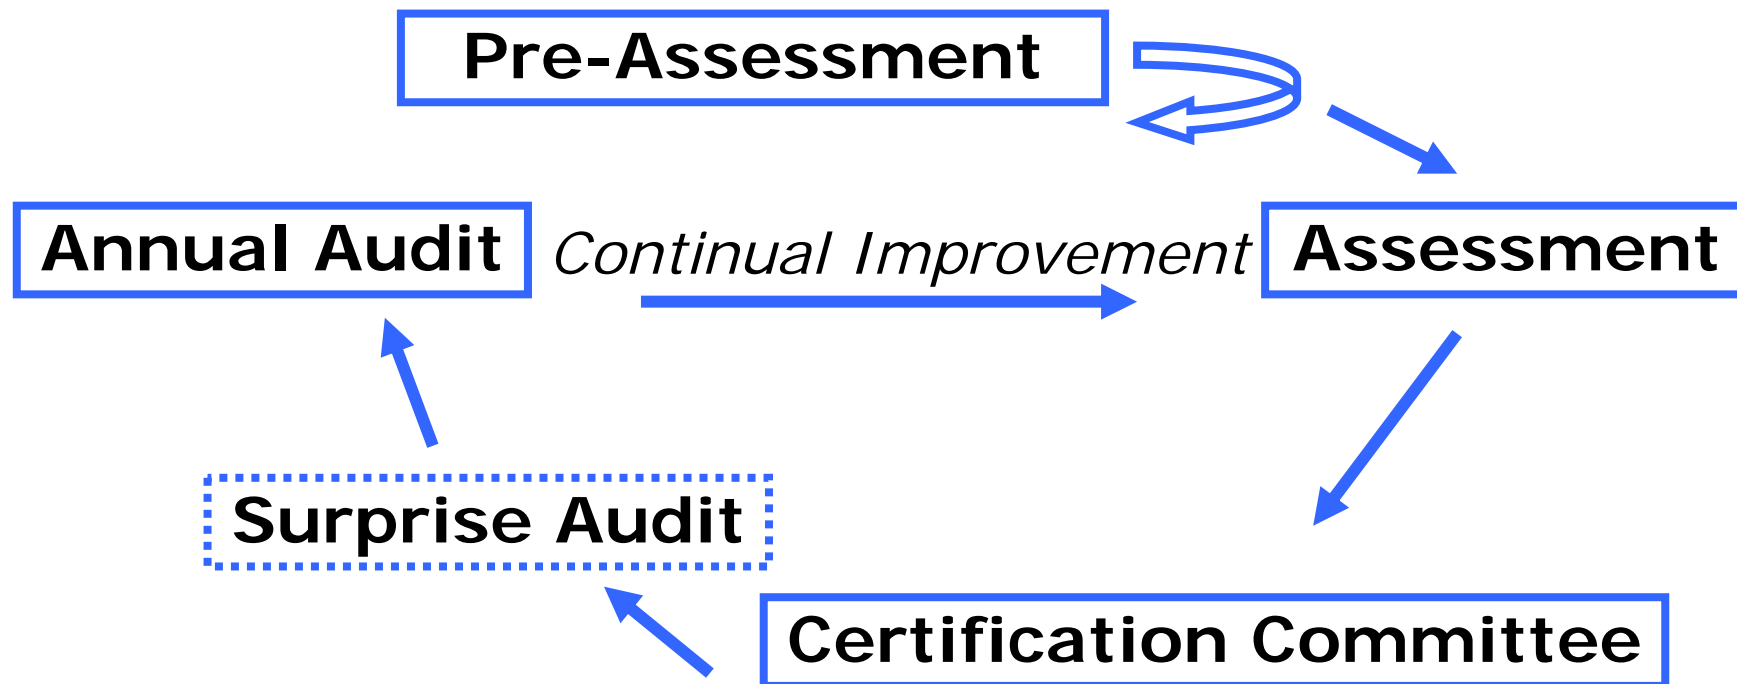 Pre-Assessment
Annual Audit
Continual Improvement
Assessment
Surprise Audit
Certification Committee